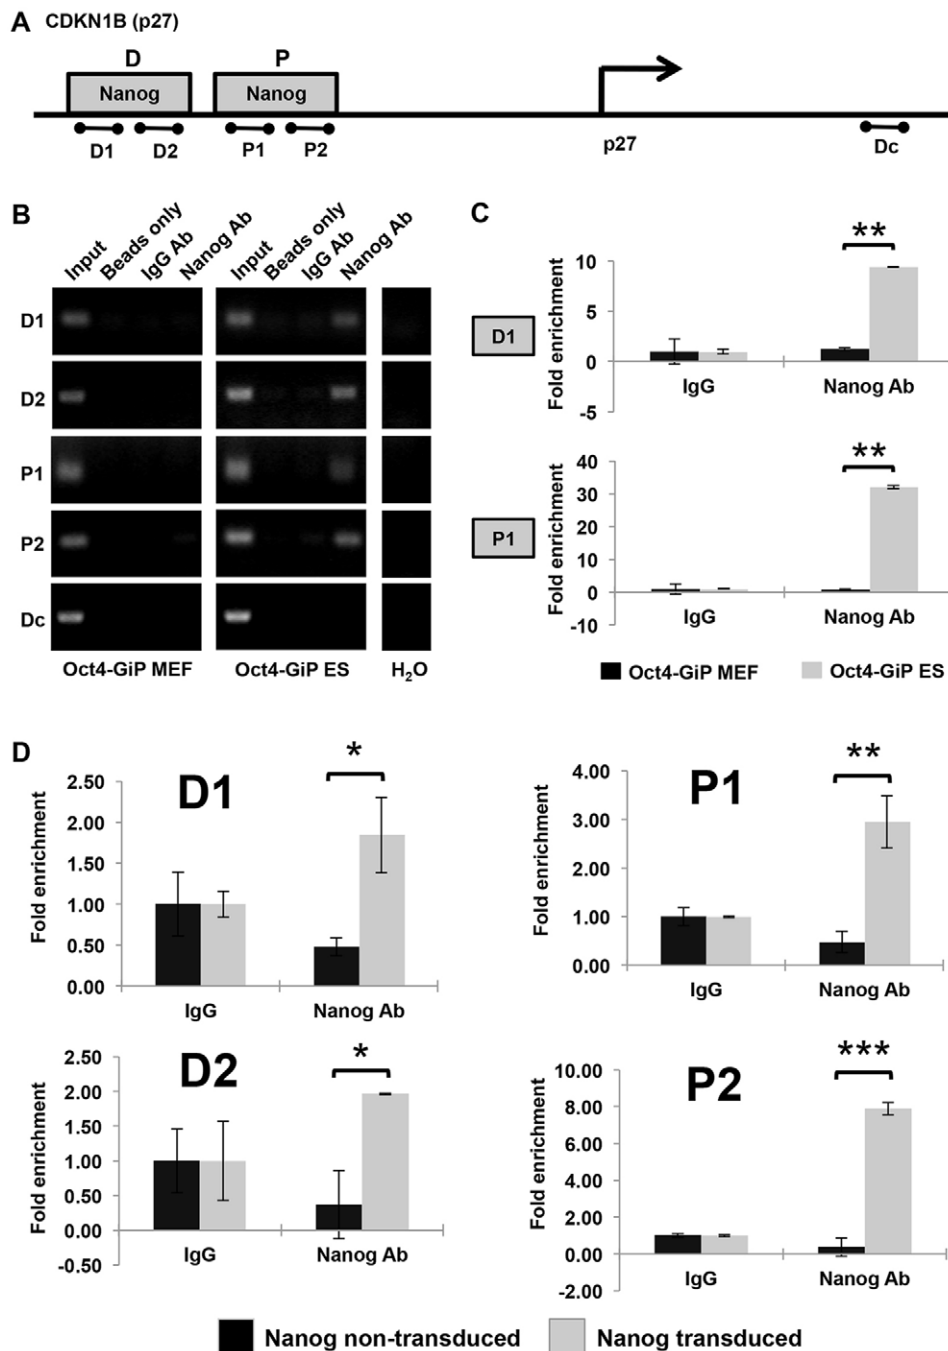 A CDKN1B (p27)
D P
Nanog Nanog
D1 D2 P1 P2 p27 Dc
B
Input Beads only IgG Ab Nanog Ab Input Beads only IgG Ab Nanog Ab
D1
D2
P1
P2
Dc
Oct4-GiP MEF Oct4-GiP ES H2O
C
**
D1
Fold enrichment
10
5
0
-5
IgG Nanog Ab
**
P1
Fold enrichment
40
30
20
10
0
-10
IgG Nanog Ab
Oct4-GiP MEF Oct4-GiP ES
D
D1
*
Fold enrichment
2.50
2.00
1.50
1.00
0.50
0.00
IgG Nanog Ab
P1
**
Fold enrichment
4.00
3.00
2.00
1.00
0.00
IgG Nanog Ab
D2
*
Fold enrichment
2.50
2.00
1.50
1.00
0.50
0.00
-0.50
IgG Nanog Ab
P2
***
Fold enrichment
10.00
8.00
6.00
4.00
2.00
0.00
-2.00
IgG Nanog Ab
Nanog non-transduced Nanog transduced